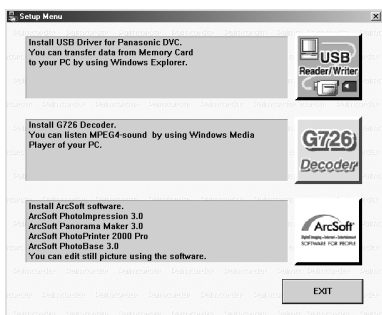 Setup Menu
Install USB Driver for Panasonic DVC.
You can transfer data from Memory Card
to your PC by using Windows Explorer.
USB
Reader/Writer
Install G726 Decoder.
You can listen MPEG4-sound by using Windows Media
Player of your PC.
G726
Decoder
Install ArcSoft software.
ArcSoft PhotoImpression 3.0
ArcSoft Panorama Maker 3.0
ArcSoft PhotoPrinter 2000 Pro
ArcSoft PhotoBase 3.0
You can edit still picture using the software.
ArcSoft
SOFTWARE FOR PEOPLE
EXIT